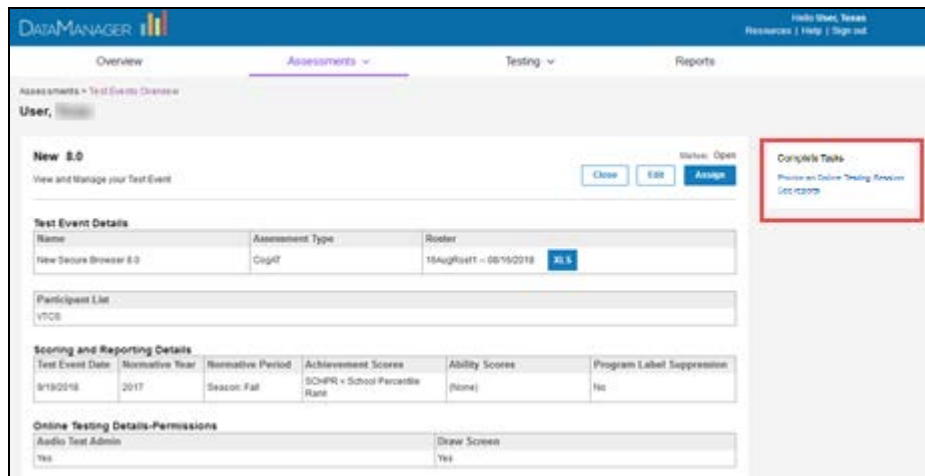 DATAMANAGER
Hello User, Texas
Resources | Help | Sign out
Overview Assessments Testing Reports
Assessments > Test Events Overview
User,
New 8.0
Status: Open
View and Manage your Test Event
Close Edit Assign
Complete Tasks
Proctor an Online Testing Session
Get reports
Test Event Details
Name Assessment Type Roster
New Secure Browser 8.0 CogAT 16AugRost1 – 08/16/2018 XLS
Participant List
VTCS
Scoring and Reporting Details
Test Event Date Normative Year Normative Period Achievement Scores Ability Scores Program Label Suppression
9/19/2018 2017 Season: Fall SCHPR = School Percentile Rank (None) No
Online Testing Details-Permissions
Audio Test Admin Draw Screen
Yes Yes